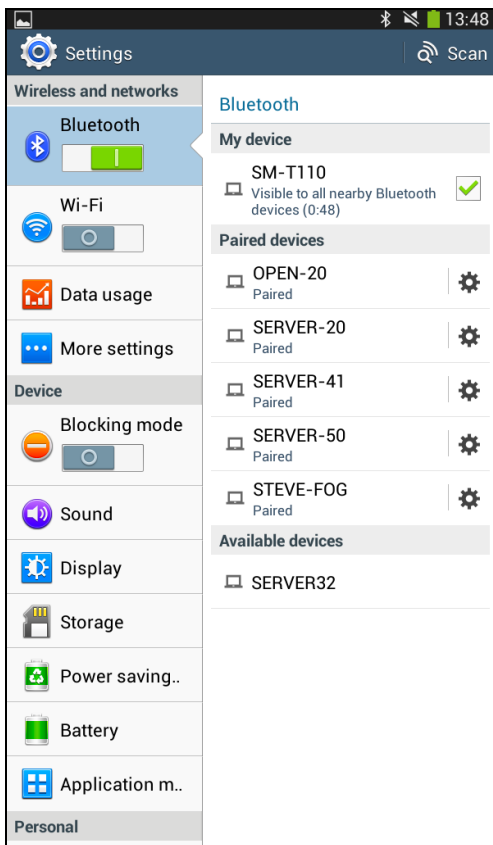 13:48
Settings
Scan
Wireless and networks
Bluetooth
Wi-Fi
Data usage
More settings
Device
Blocking mode
Sound
Display
Storage
Power saving..
Battery
Application m..
Personal
Bluetooth
My device
SM-T110
Visible to all nearby Bluetooth
devices (0:48)
Paired devices
OPEN-20
Paired
SERVER-20
Paired
SERVER-41
Paired
SERVER-50
Paired
STEVE-FOG
Paired
Available devices
SERVER32